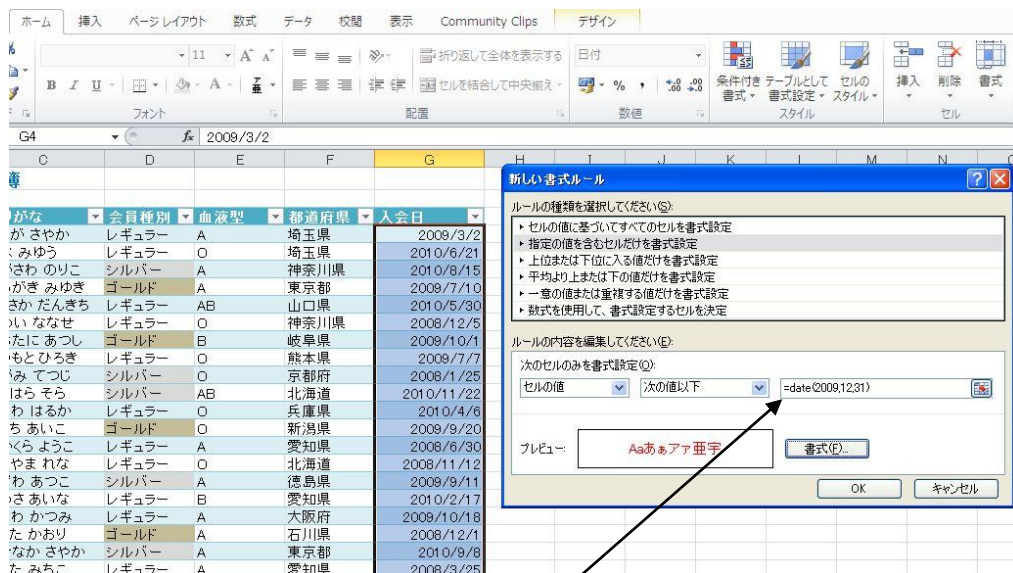 ホーム 挿入 ページ レイアウト 数式 データ 校閲 表示 Community Clips デザイン
11 A A 折り返して全体を表示する 日付
B I U A セルを結合して中央揃え % , 条件付き書式 テーブルとして書式設定 セルのスタイル 挿入 削除 書式
フォント 配置 数値 スタイル セル
G4 fx 2009/3/2
C D E F G H I J K L M N
簿
りがな 会員種別 血液型 都道府県 入会日
が さやか レギュラー A 埼玉県 2009/3/2
みゆう レギュラー O 埼玉県 2010/6/21
さわ のりこ シルバー A 神奈川県 2010/8/15
がき みゆき ゴールド A 東京都 2009/7/10
さか だんきち レギュラー AB 山口県 2010/5/30
い ななせ レギュラー O 神奈川県 2008/12/5
たに あつし ゴールド B 岐阜県 2009/10/1
もとひろき レギュラー O 熊本県 2009/7/7
み てつじ シルバー O 京都府 2008/1/25
はら そら シルバー AB 北海道 2010/11/22
わ はるか レギュラー O 兵庫県 2010/4/6
ち あいこ ゴールド O 新潟県 2009/9/20
くら ようこ レギュラー A 愛知県 2008/6/30
やま れな レギュラー O 北海道 2008/11/12
わ あつこ シルバー A 徳島県 2009/9/11
さ あいな レギュラー B 愛知県 2010/2/17
わ かつみ レギュラー A 大阪府 2009/10/18
た かおり ゴールド A 石川県 2008/12/1
なか さやか シルバー A 東京都 2010/9/8
た みちこ レギュラー A 愛知県 2008/3/25
新しい書式ルール
ルールの種類を選択してください(S):
セルの値に基づいてすべてのセルを書式設定
指定の値を含むセルだけを書式設定
上位または下位に入る値だけを書式設定
平均より上または下の値だけを書式設定
一意の値または重複する値だけを書式設定
数式を使用して、書式設定するセルを決定
ルールの内容を編集してください(E):
次のセルのみを書式設定(O):
セルの値 次の値以下 =date(2009,12,31)
プレビュー: Aaあぁアァ亜宇 書式(F)...
OK キャンセル